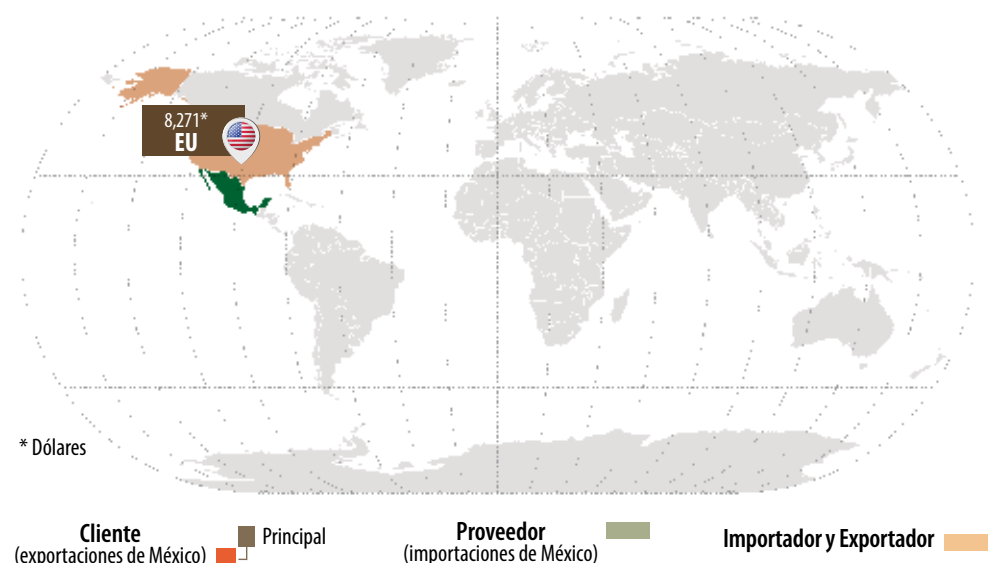 8,271*
EU
* Dólares
Cliente
(exportaciones de México)
Principal
Proveedor
(importaciones de México)
Importador y Exportador